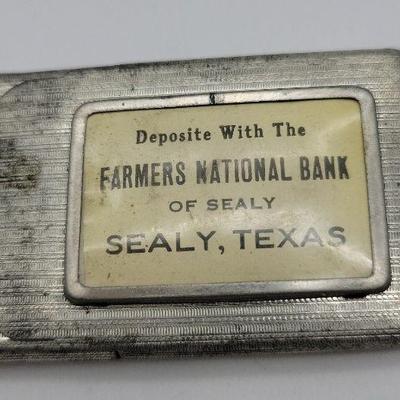 Deposite With The
FARMERS NATIONAL BANK
OF SEALY
SEALY, TEXAS